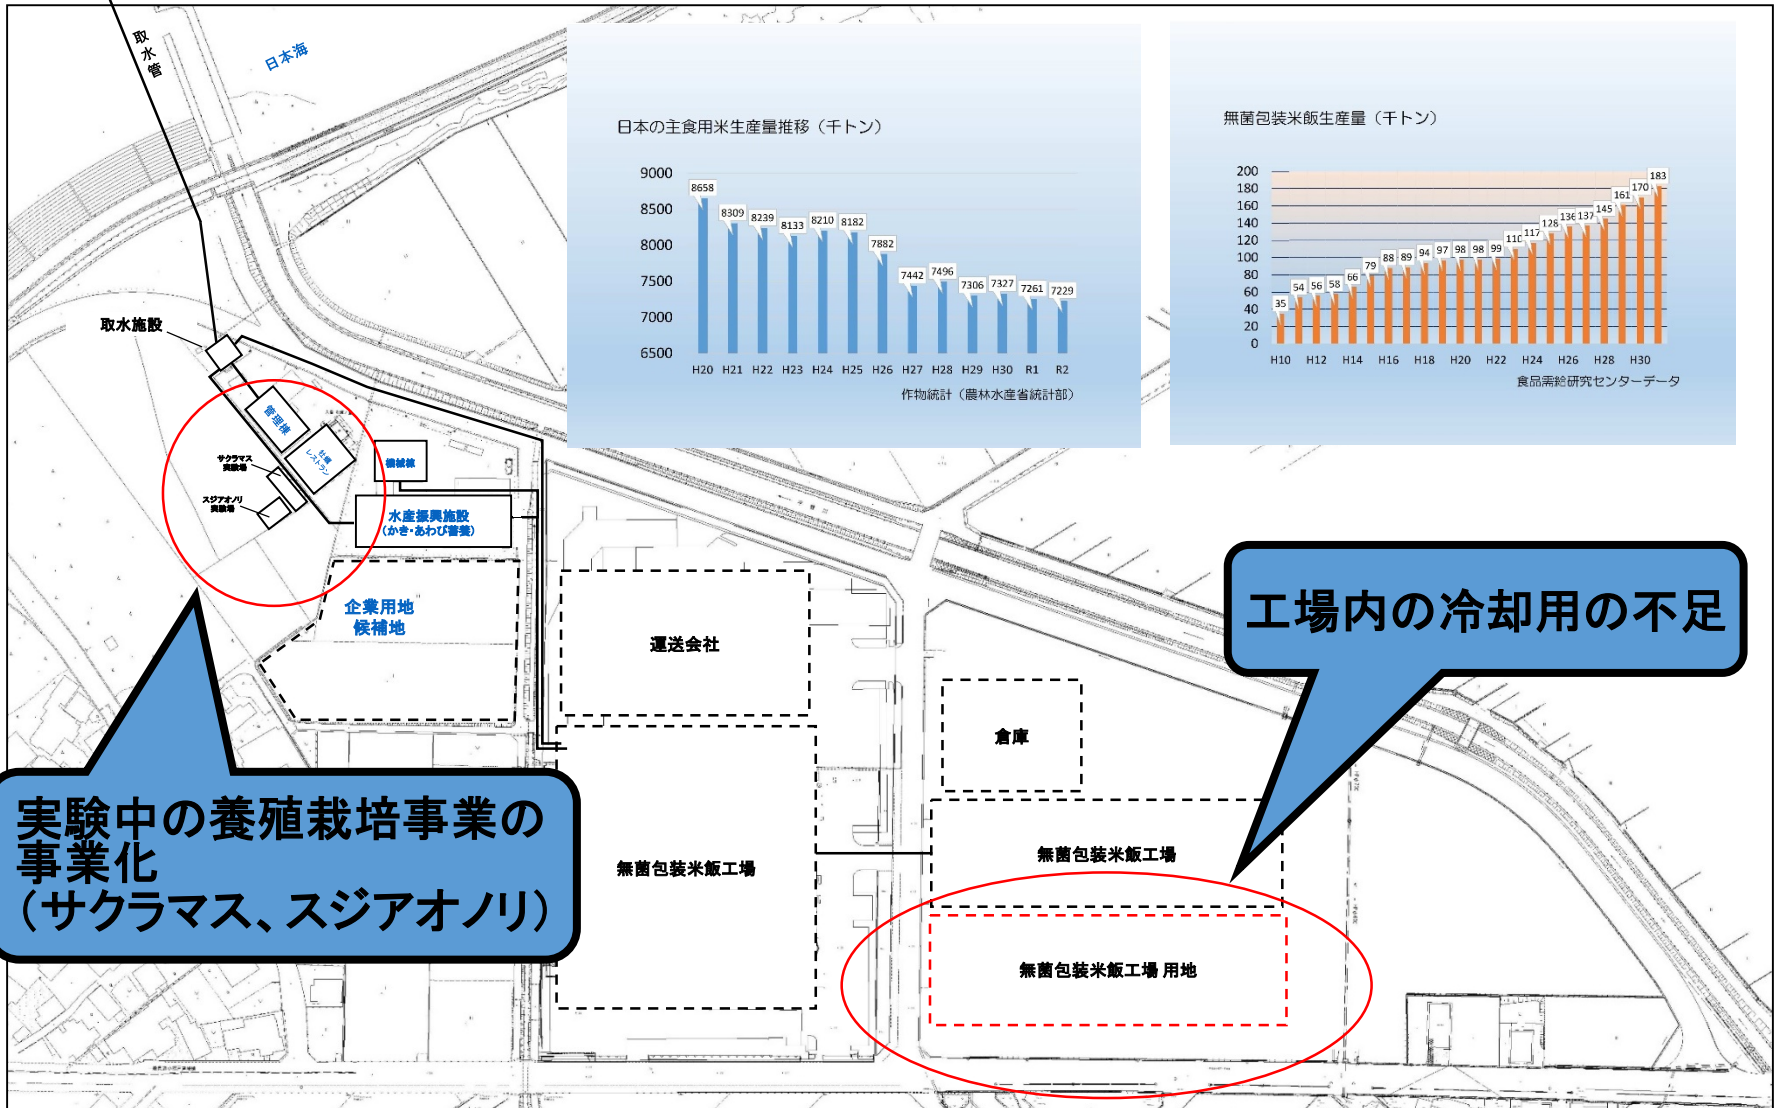 取水管
日本海
日本の主食用米生産量推移（千トン）
9000
8500
8000
7500
7000
6500
8658
8309
8239
8133
8210
8182
7882
7442
7496
7306
7327
7261
7229
H20 H21 H22 H23 H24 H25 H26 H27 H28 H29 H30 R1 R2
作物統計（農林水産省統計部）
無菌包装米飯生産量（千トン）
200
180
160
140
120
100
80
60
40
20
0
35
54
56
58
66
79
88
89
94
97
98
98
99
110
117
128
136
137
145
161
170
183
H10 H12 H14 H16 H18 H20 H22 H24 H26 H28 H30
食品需給研究センターデータ
取水施設
管理棟
牡蠣
レストラン
サクラマス
実験場
スジアオノリ
実験場
機械棟
水産振興施設
（かき・あわび蓄養）
企業用地
候補地
運送会社
倉庫
無菌包装米飯工場
無菌包装米飯工場
無菌包装米飯工場 用地
工場内の冷却用の不足
実験中の養殖栽培事業の
事業化
（サクラマス、スジアオノリ）